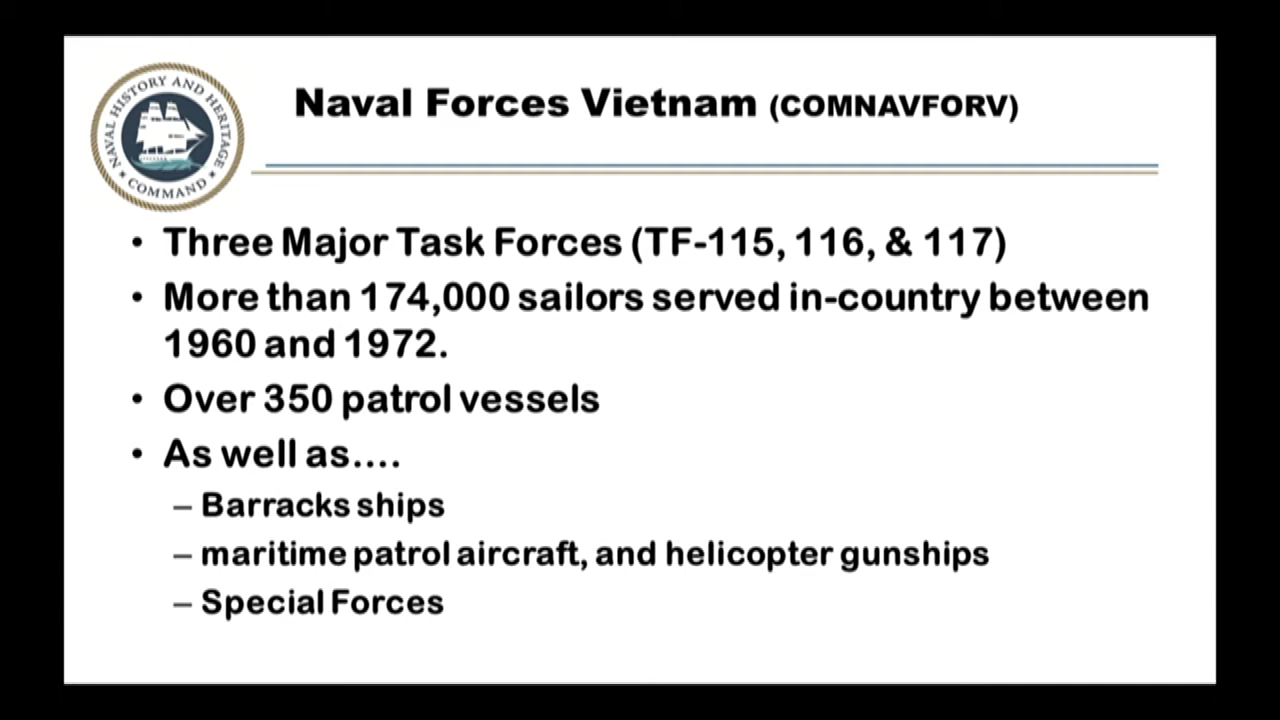 NAVAL HISTORY AND HERITAGE
COMMAND
Naval Forces Vietnam (COMNAVFORV)
• Three Major Task Forces (TF-115, 116, & 117)
• More than 174,000 sailors served in-country between
1960 and 1972.
• Over 350 patrol vessels
• As well as....
– Barracks ships
– maritime patrol aircraft, and helicopter gunships
– Special Forces